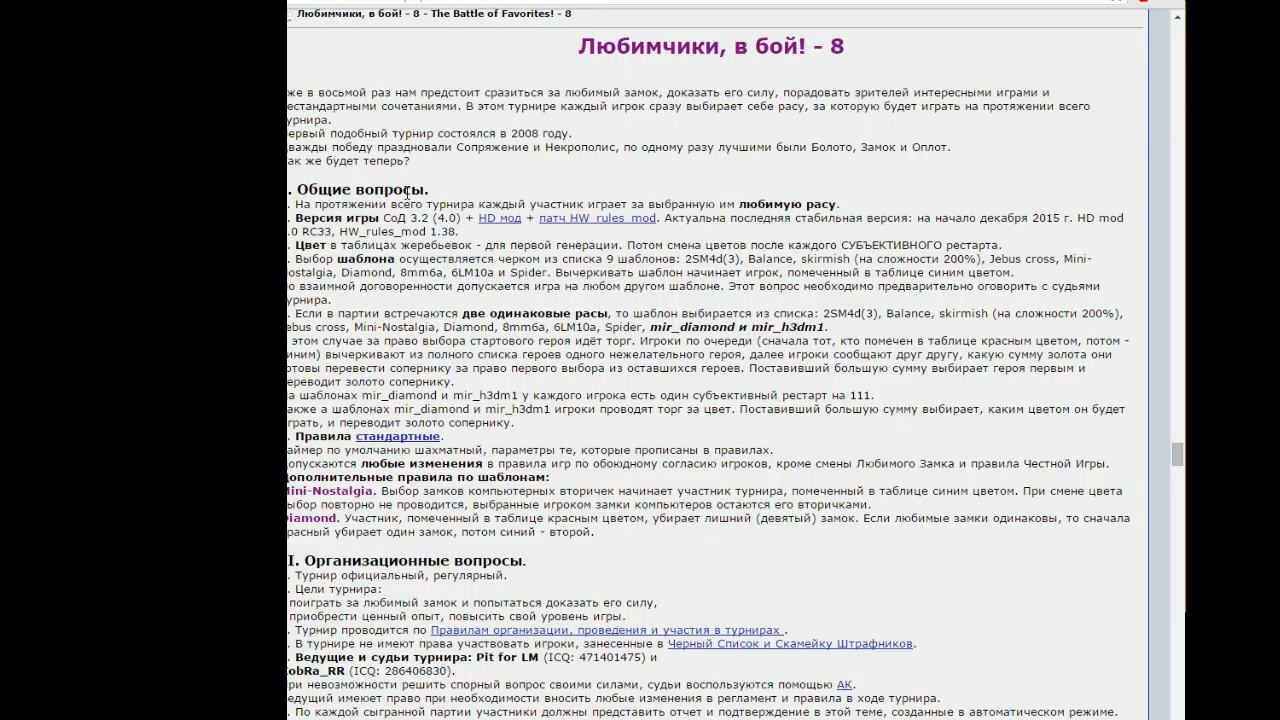 Любимчики, в бой! - 8 - The Battle of Favorites! - 8
Любимчики, в бой! - 8
же в восьмой раз нам предстоит сразиться за любимый замок, доказать его силу, порадовать зрителей интересными играми и
естандартными сочетаниями. В этом турнире каждый игрок сразу выбирает себе расу, за которую будет играть на протяжении всего
урнира.
ервый подобный турнир состоялся в 2008 году.
важды победу праздновали Сопряжение и Некрополис, по одному разу лучшими были Болото, Замок и Оплот.
ак же будет теперь?
. Общие вопросы.
. На протяжении всего турнира каждый участник играет за выбранную им любимую расу.
. Версия игры СоД 3.2 (4.0) + HD мод + патч HW_rules_mod. Актуальна последняя стабильная версия: на начало декабря 2015 г. HD mod
.0 RC33, HW_rules_mod 1.38.
. Цвет в таблицах жеребьевок - для первой генерации. Потом смена цветов после каждого СУБЪЕКТИВНОГО рестарта.
. Выбор шаблона осуществляется черком из списка 9 шаблонов: 2SM4d(3), Balance, skirmish (на сложности 200%), Jebus cross, Mini-
ostalgia, Diamond, 8mm6a, 6LM10a и Spider. Вычеркивать шаблон начинает игрок, помеченный в таблице синим цветом.
о взаимной договоренности допускается игра на любом другом шаблоне. Этот вопрос необходимо предварительно оговорить с судьями
урнира.
. Если в партии встречаются две одинаковые расы, то шаблон выбирается из списка: 2SM4d(3), Balance, skirmish (на сложности 200%),
ebus cross, Mini-Nostalgia, Diamond, 8mm6a, 6LM10a, Spider, mir_diamond и mir_h3dm1.
этом случае за право выбора стартового героя идёт торг. Игроки по очереди (сначала тот, кто помечен в таблице красным цветом, потом -
иним) вычеркивают из полного списка героев одного нежелательного героя, далее игроки сообщают друг другу, какую сумму золота они
отовы перевести сопернику за право первого выбора из оставшихся героев. Поставивший большую сумму выбирает героя первым и
ереводит золото сопернику.
а шаблонах mir_diamond и mir_h3dm1 у каждого игрока есть один субъективный рестарт на 111.
акже а шаблонах mir_diamond и mir_h3dm1 игроки проводят торг за цвет. Поставивший большую сумму выбирает, каким цветом он будет
грать, и переводит золото сопернику.
. Правила стандартные.
аймер по умолчанию шахматный, параметры те, которые прописаны в правилах.
опускаются любые изменения в правила игр по обоюдному согласию игроков, кроме смены Любимого Замка и правила Честной Игры.
ополнительные правила по шаблонам:
ini-Nostalgia. Выбор замков компьютерных вторичек начинает участник турнира, помеченный в таблице синим цветом. При смене цвета
ыбор повторно не проводится, выбранные игроком замки компьютеров остаются его вторичками.
iamond. Участник, помеченный в таблице красным цветом, убирает лишний (девятый) замок. Если любимые замки одинаковы, то сначала
расный убирает один замок, потом синий - второй.
I. Организационные вопросы.
. Турнир официальный, регулярный.
. Цели турнира:
поиграть за любимый замок и попытаться доказать его силу,
приобрести ценный опыт, повысить свой уровень игры.
. Турнир проводится по Правилам организации, проведения и участия в турнирах .
. В турнире не имеют права участвовать игроки, занесенные в Черный Список и Скамейку Штрафников.
. Ведущие и судьи турнира: Pit for LM (ICQ: 471401475) и
obRa_RR (ICQ: 286406830).
ри невозможности решить спорный вопрос своими силами, судьи воспользуются помощью АК.
едущий имеют право при необходимости вносить любые изменения в регламент и правила в ходе турнира.
. По каждой сыгранной партии участники должны представить отчет и подтверждение в этой теме, созданные в автоматическом режиме.